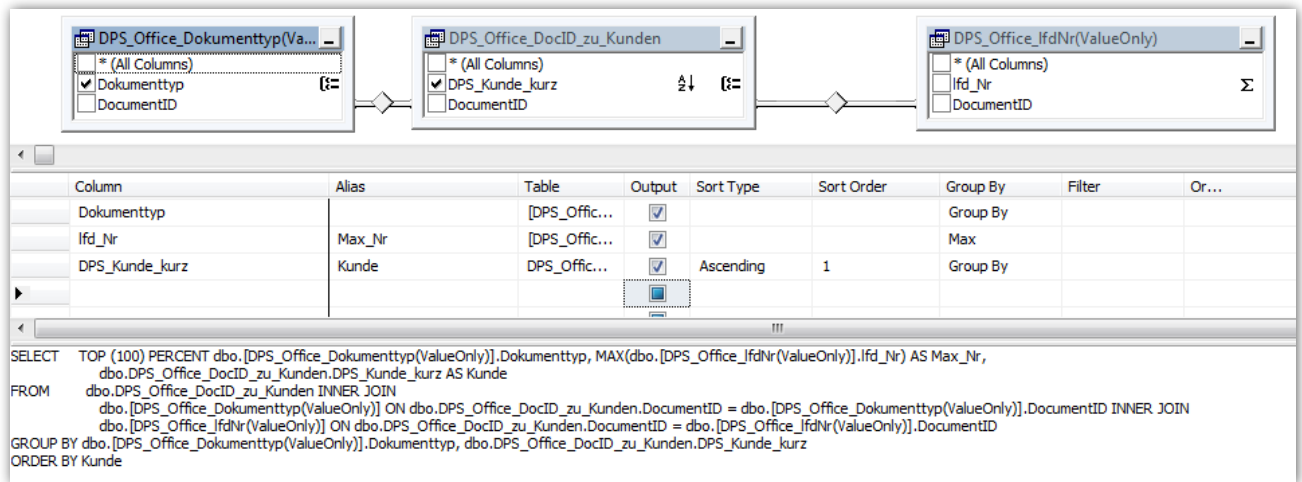 DPS_Office_Dokumenttyp(Va... DPS_Office_DocID_zu_Kunden DPS_Office_lfdNr(ValueOnly)
* (All Columns) * (All Columns) * (All Columns)
Dokumenttyp DPS_Kunde_kurz lfd_Nr Σ
DocumentID DocumentID DocumentID
Column Alias Table Output Sort Type Sort Order Group By Filter Or...
Dokumenttyp [DPS_Offic... Group By
lfd_Nr Max_Nr [DPS_Offic... Max
DPS_Kunde_kurz Kunde DPS_Offic... Ascending 1 Group By
SELECT TOP (100) PERCENT dbo.[DPS_Office_Dokumenttyp(ValueOnly)].Dokumenttyp, MAX(dbo.[DPS_Office_lfdNr(ValueOnly)].lfd_Nr) AS Max_Nr,
dbo.DPS_Office_DocID_zu_Kunden.DPS_Kunde_kurz AS Kunde
FROM dbo.DPS_Office_DocID_zu_Kunden INNER JOIN
dbo.[DPS_Office_Dokumenttyp(ValueOnly)] ON dbo.DPS_Office_DocID_zu_Kunden.DocumentID = dbo.[DPS_Office_Dokumenttyp(ValueOnly)].DocumentID INNER JOIN
dbo.[DPS_Office_lfdNr(ValueOnly)] ON dbo.DPS_Office_DocID_zu_Kunden.DocumentID = dbo.[DPS_Office_lfdNr(ValueOnly)].DocumentID
GROUP BY dbo.[DPS_Office_Dokumenttyp(ValueOnly)].Dokumenttyp, dbo.DPS_Office_DocID_zu_Kunden.DPS_Kunde_kurz
ORDER BY Kunde